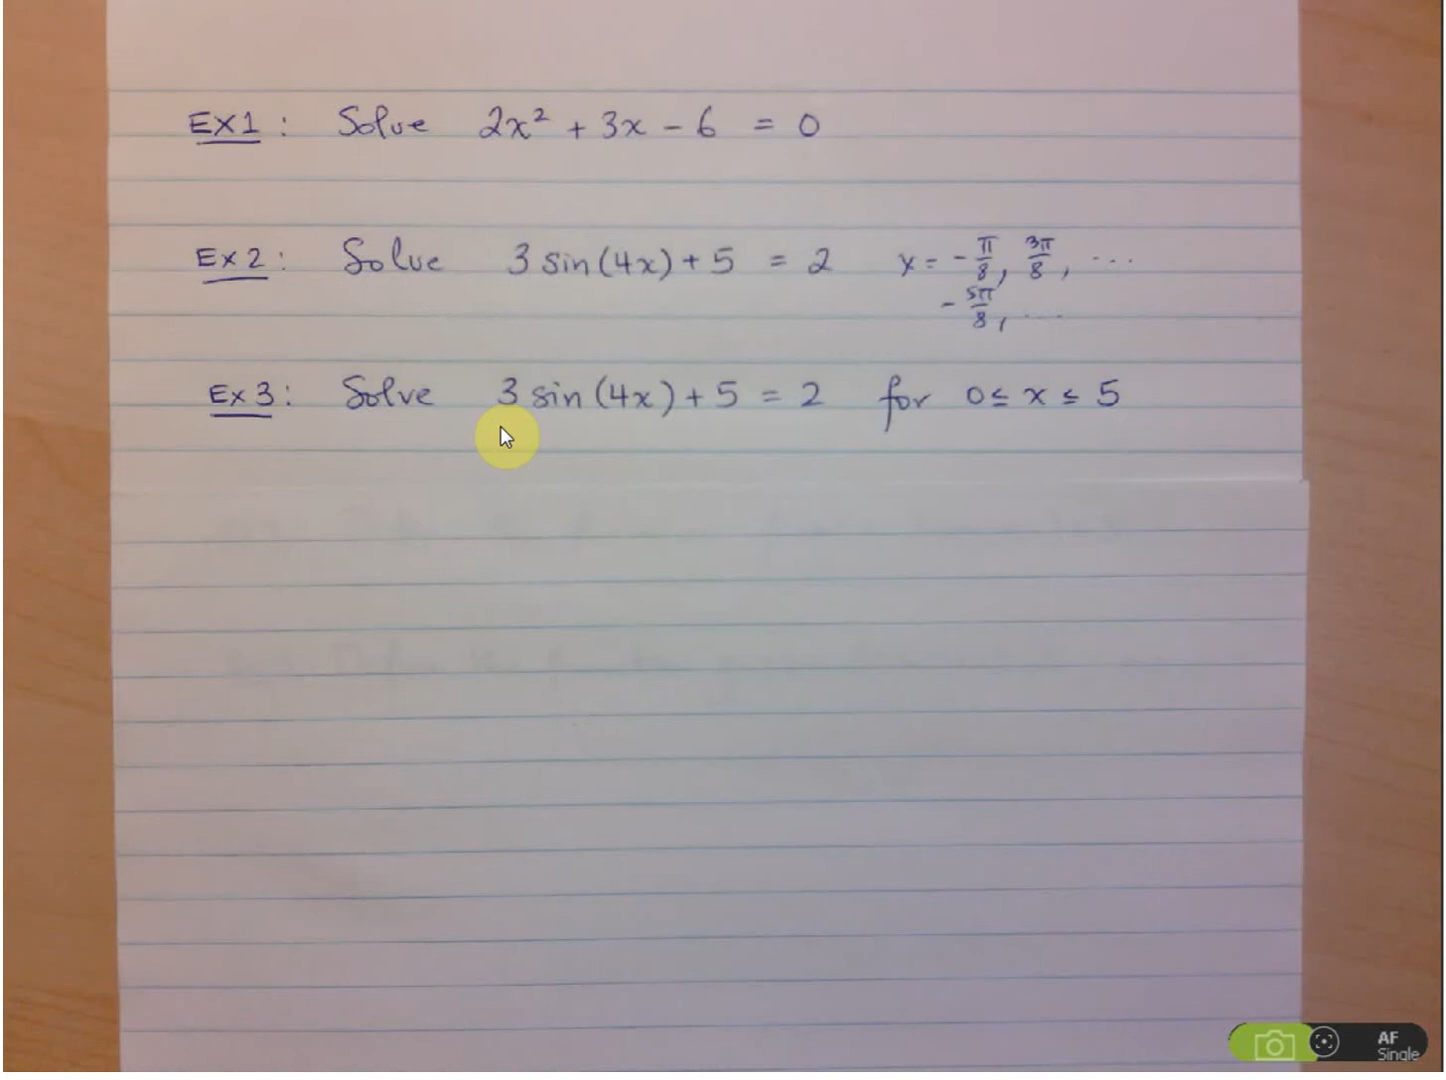 EX1: Solve 2x² + 3x - 6 = 0
Ex2: Solve 3 sin(4x) + 5 = 2 x = -π/8, 3π/8, ...
-5π/8, ...
Ex3: Solve 3 sin(4x) + 5 = 2 for 0 ≤ x ≤ 5
AF
Single